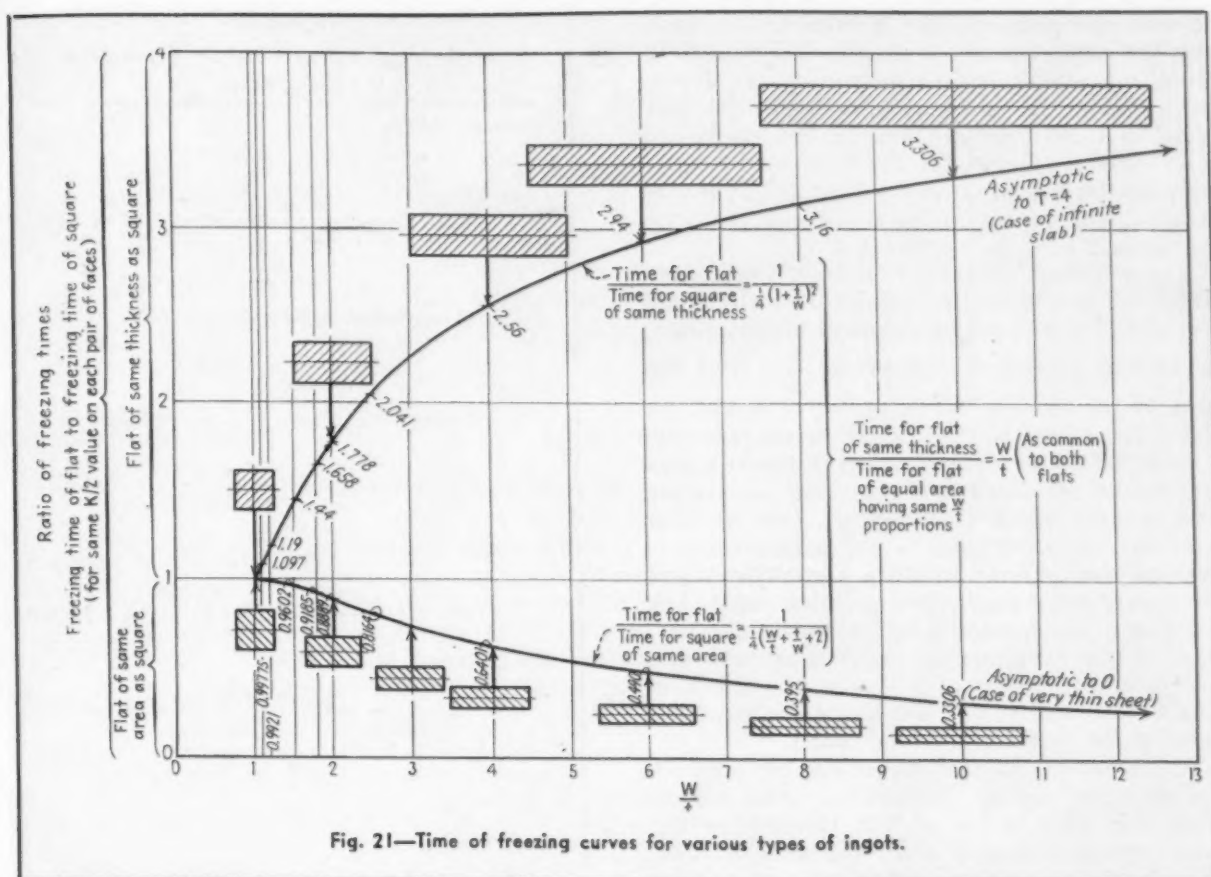 4
3
2
1
0
0 1 2 3 4 5 6 7 8 9 10 11 12 13
W
t
Ratio of freezing times
Freezing time of flat to freezing time of square
(for same K/2 value on each pair of faces)
Flat of same thickness as square
Flat of same
area as square
3.306
Asymptotic
to T=4
(Case of infinite
slab)
3.16
2.94
2.56
2.041
1.778
1.658
1.44
1.19
1.097
Time for flat
Time for square
of same thickness
= 1
1/4 (1+ t/W)²
Time for flat
of same thickness
Time for flat
of equal area
having same W/t
proportions
= W/t (As common
to both
flats)
Time for flat
Time for square
of same area
= 1
1/4 (W/t + t/W +2)
0.9975
0.9921
0.9602
0.9185
0.8164
0.6401
0.490
0.395
0.3306
Asymptotic to 0
(Case of very thin sheet)
Fig. 21—Time of freezing curves for various types of ingots.